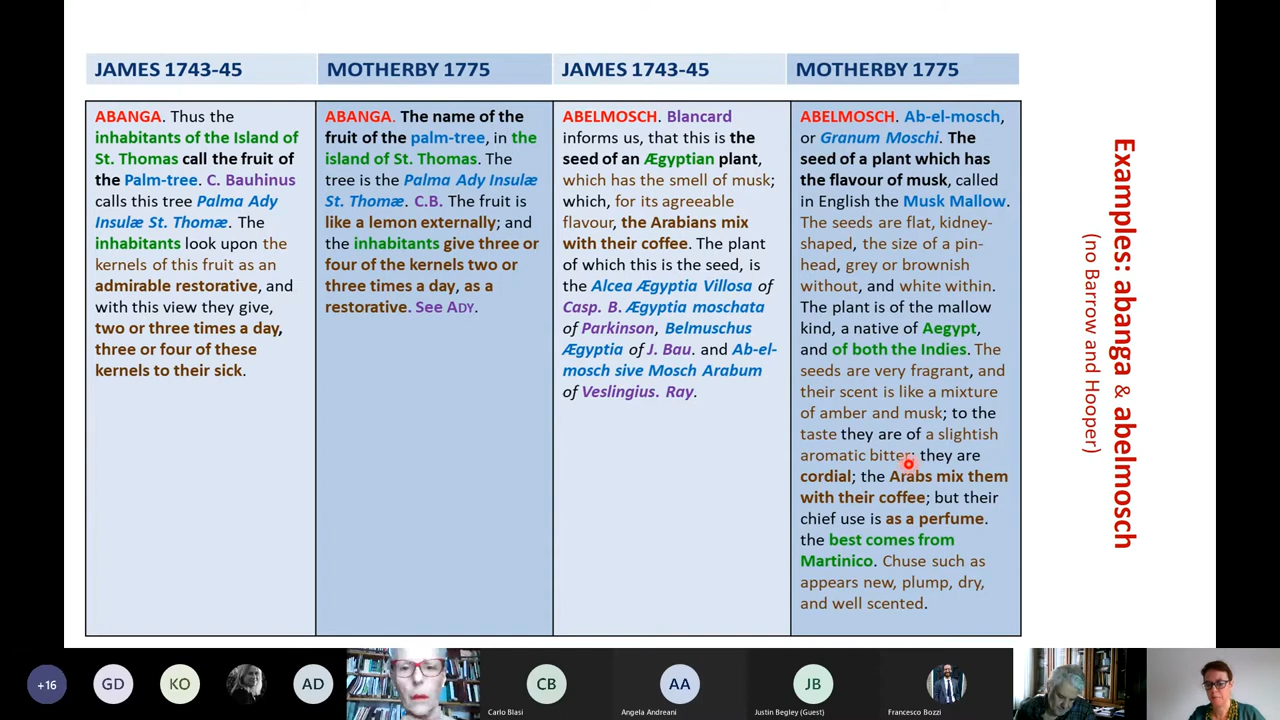 JAMES 1743-45
MOTHERBY 1775
JAMES 1743-45
MOTHERBY 1775
ABANGA. Thus the
inhabitants of the Island of
St. Thomas call the fruit of
the Palm-tree. C. Bauhinus
calls this tree Palma Ady
Insulæ St. Thomæ. The
inhabitants look upon the
kernels of this fruit as an
admirable restorative, and
with this view they give,
two or three times a day,
three or four of these
kernels to their sick.
ABANGA. The name of the
fruit of the palm-tree, in the
island of St. Thomas. The
tree is the Palma Ady Insulæ
St. Thomæ. C.B. The fruit is
like a lemon externally; and
the inhabitants give three or
four of the kernels two or
three times a day, as a
restorative. See ADY.
ABELMOSCH. Blancard
informs us, that this is the
seed of an Ægyptian plant,
which has the smell of musk;
which, for its agreeable
flavour, the Arabians mix
with their coffee. The plant
of which this is the seed, is
the Alcea Ægyptia Villosa of
Casp. B. Ægyptia moschata
of Parkinson, Belmuschus
Ægyptia of J. Bau. and Ab-el-
mosch sive Mosch Arabum
of Veslingius. Ray.
ABELMOSCH. Ab-el-mosch,
or Granum Moschi. The
seed of a plant which has
the flavour of musk, called
in English the Musk Mallow.
The seeds are flat, kidney-
shaped, the size of a pin-
head, grey or brownish
without, and white within.
The plant is of the mallow
kind, a native of Aegypt,
and of both the Indies. The
seeds are very fragrant, and
their scent is like a mixture
of amber and musk; to the
taste they are of a slightish
aromatic bitter; they are
cordial; the Arabs mix them
with their coffee; but their
chief use is as a perfume.
the best comes from
Martinico. Chuse such as
appears new, plump, dry,
and well scented.
Examples: abanga & abelmosch
(no Barrow and Hooper)
+16
GD
KO
AD
CB
Carlo Blasi
AA
Angela Andreani
JB
Justin Begley (Guest)
Francesco Bozzi